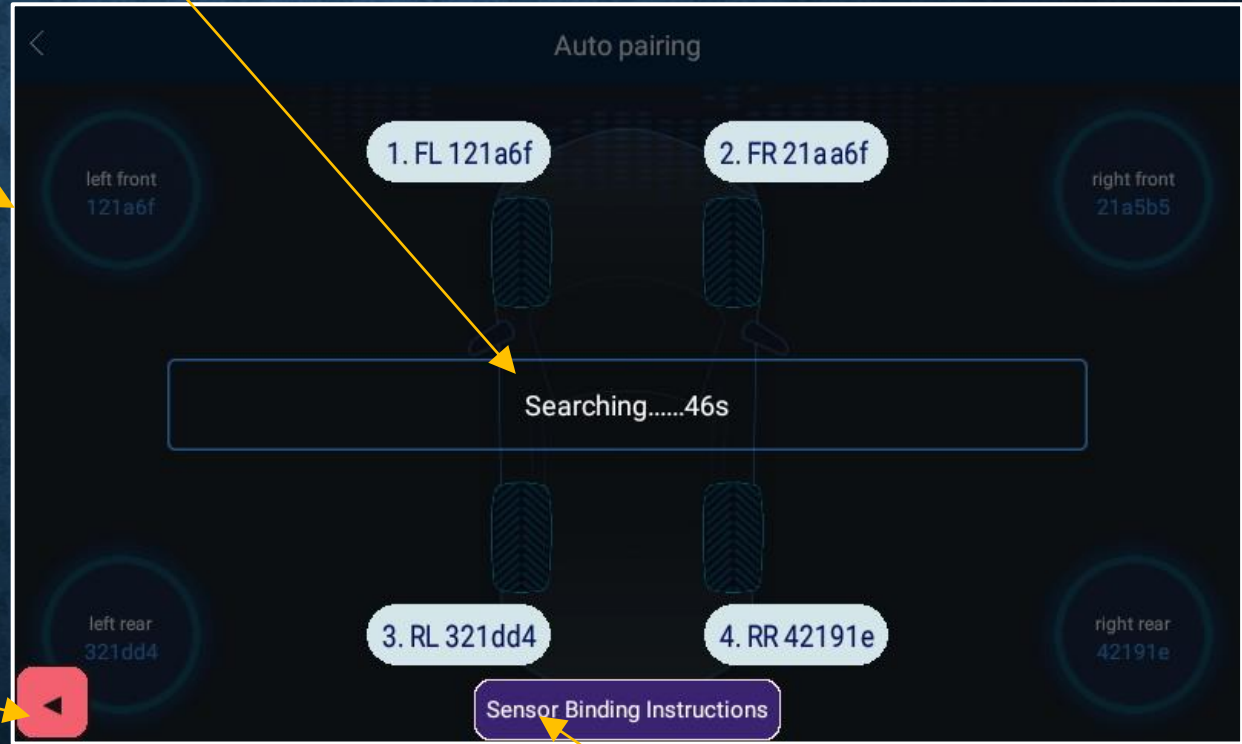 Auto pairing
1. FL 121a6f
2. FR 21aa6f
left front
121a6f
right front
21a5b5
Searching......46s
left rear
321dd4
3. RL 321dd4
4. RR 42191e
right rear
42191e
Sensor Binding Instructions